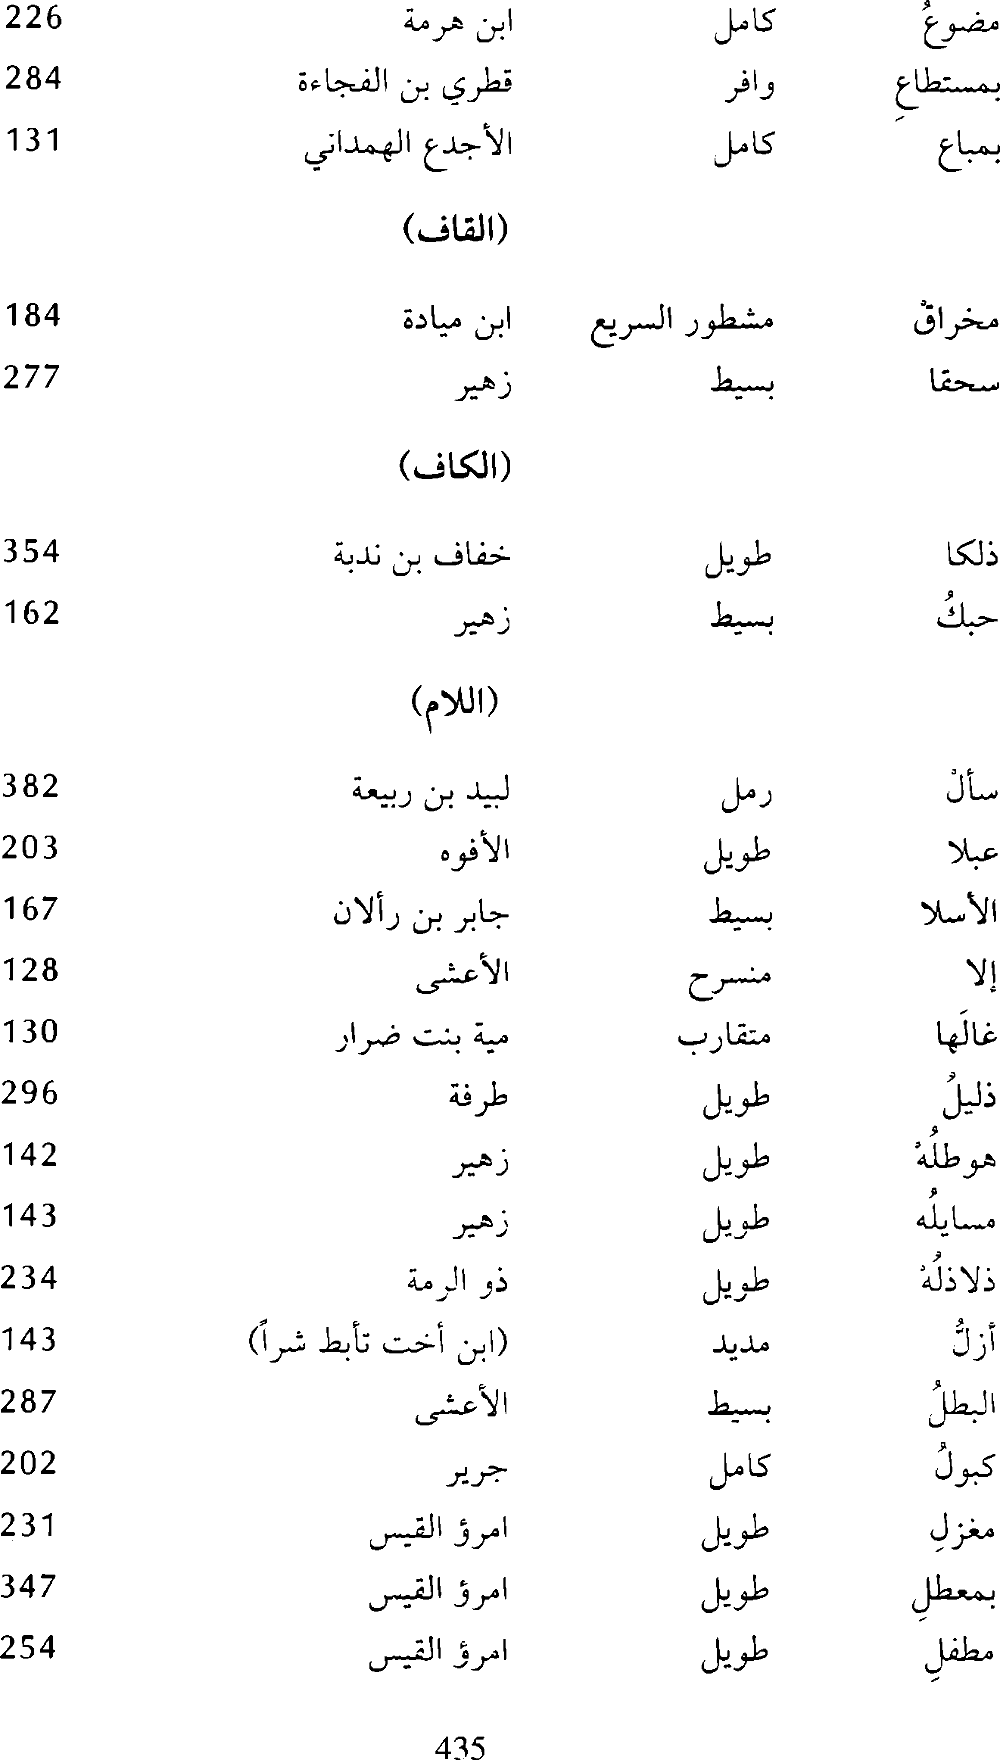 مضوعُ كامل ابن هرمة 226
بمستطاعِ وافر قطري بن الفجاءة 284
بمباع كامل الأجدع الهمداني 131
(القاف)
مخراقْ مشطور السريع ابن ميادة 184
سحقا بسيط زهير 277
(الكاف)
ذلكا طويل خفاف بن ندبة 354
حبكُ بسيط زهير 162
(اللام)
سألْ رمل لبيد بن ربيعة 382
عبلا طويل الأفوه 203
الأسلا بسيط جابر بن رألان 167
إلا منسرح الأعشى 128
غالَها متقارب مية بنت ضرار 130
ذليلُ طويل طرفة 296
هوطلُهْ طويل زهير 142
مسايلُه طويل زهير 143
ذلاذلُهْ طويل ذو الرمة 234
أزلُّ مديد (ابن أخت تأبط شراً) 143
البطلُ بسيط الأعشى 287
كبولُ كامل جرير 202
مغزلِ طويل امرؤ القيس 231
بمعطلِ طويل امرؤ القيس 347
مطفلِ طويل امرؤ القيس 254
435